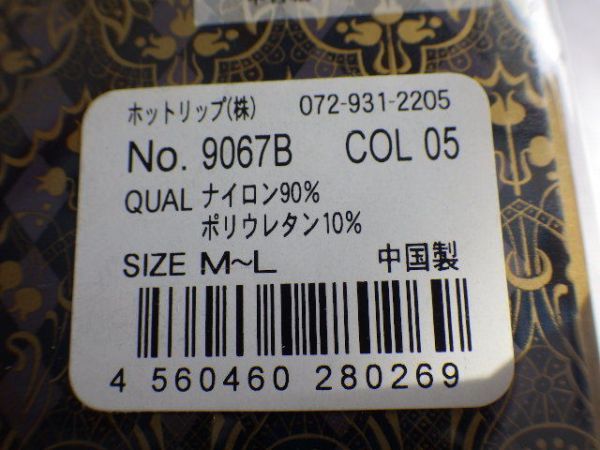 ホットリップ(株) 072-931-2205
No. 9067B COL 05
QUAL ナイロン90%
ポリウレタン10%
SIZE M~L 中国製
4 560460 280269